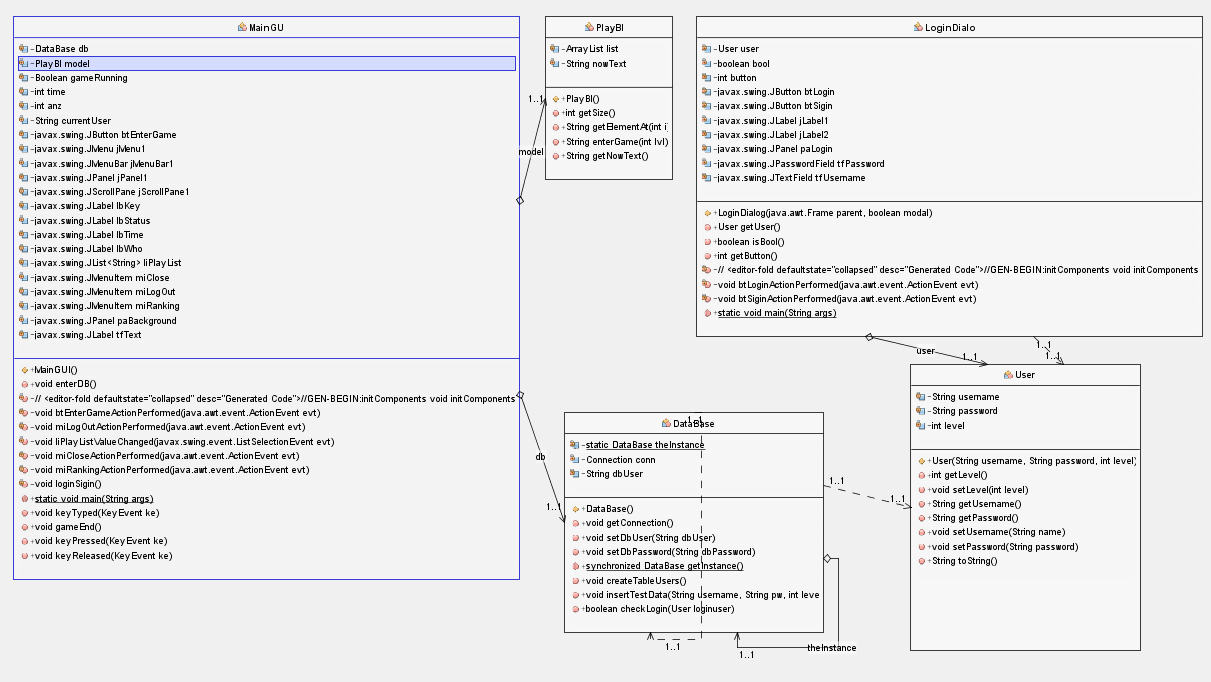 MainGU
-DataBase db
-PlayBl model
-Boolean gameRunning
-int time
-int anz
-String currentUser
-javax.swing.JButton btEnterGame
-javax.swing.JMenu jMenu1
-javax.swing.JMenuBar jMenuBar1
-javax.swing.JPanel jPanel1
-javax.swing.JScrollPane jScrollPane1
-javax.swing.JLabel lbKey
-javax.swing.JLabel lbStatus
-javax.swing.JLabel lbTime
-javax.swing.JLabel lbWho
-javax.swing.JList<String> liPlayList
-javax.swing.JMenuItem miClose
-javax.swing.JMenuItem miLogOut
-javax.swing.JMenuItem miRanking
-javax.swing.JPanel paBackground
-javax.swing.JLabel tfText
+MainGUI()
+void enterDB()
-// <editor-fold defaultstate="collapsed" desc="Generated Code">//GEN-BEGIN:initComponents void initComponents
-void btEnterGameActionPerformed(java.awt.event.ActionEvent evt)
-void miLogOutActionPerformed(java.awt.event.ActionEvent evt)
-void liPlayListValueChanged(javax.swing.event.ListSelectionEvent evt)
-void miCloseActionPerformed(java.awt.event.ActionEvent evt)
-void miRankingActionPerformed(java.awt.event.ActionEvent evt)
-void loginSigin()
+static void main(String args)
+void keyTyped(KeyEvent ke)
+void gameEnd()
+void keyPressed(KeyEvent ke)
+void keyReleased(KeyEvent ke)
1..1
model
db
1..1
PlayBl
-ArrayList list
-String nowText
+PlayBl()
+int getSize()
+String getElementAt(int i)
+String enterGame(int lvl)
+String getNowText()
LoginDialo
-User user
-boolean bool
-int button
-javax.swing.JButton btLogin
-javax.swing.JButton btSigin
-javax.swing.JLabel jLabel1
-javax.swing.JLabel jLabel2
-javax.swing.JPanel paLogin
-javax.swing.JPasswordField tfPassword
-javax.swing.JTextField tfUsername
+LoginDialog(java.awt.Frame parent, boolean modal)
+User getUser()
+boolean isBool()
+int getButton()
-// <editor-fold defaultstate="collapsed" desc="Generated Code">//GEN-BEGIN:initComponents void initComponents
-void btLoginActionPerformed(java.awt.event.ActionEvent evt)
-void btSiginActionPerformed(java.awt.event.ActionEvent evt)
+static void main(String args)
user
1..1
1..1
1..1
DataBase
1..1
-static DataBase theInstance
-Connection conn
-String dbUser
+DataBase()
+void getConnection()
+void setDbUser(String dbUser)
+void setDbPassword(String dbPassword)
+synchronized DataBase getInstance()
+void createTableUsers()
+void insertTestData(String username, String pw, int leve
+boolean checkLogin(User loginuser)
1..1
1..1
1..1
theInstance
1..1
User
-String username
-String password
-int level
+User(String username, String password, int level)
+int getLevel()
+void setLevel(int level)
+String getUsername()
+String getPassword()
+void setUsername(String name)
+void setPassword(String password)
+String toString()